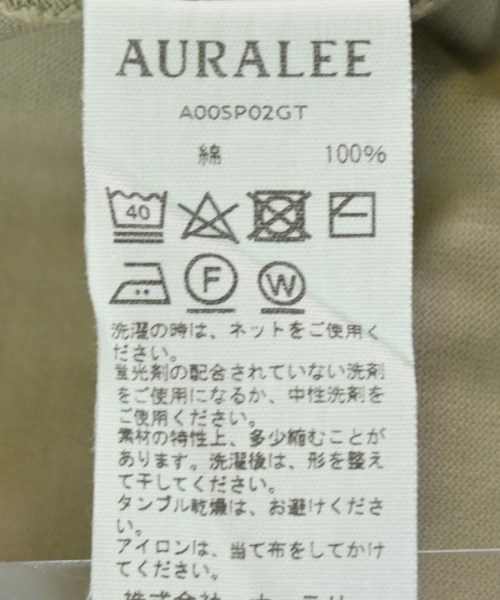 AURALEE
A00SP02GT
綿 100%
40
F W
洗濯の時は、ネットをご使用く
ださい。
蛍光剤の配合されていない洗剤
をご使用になるか、中性洗剤を
ご使用ください。
素材の特性上、多少縮むことが
あります。洗濯後は、形を整え
て干してください。
タンブル乾燥は、お避けくださ
い。
アイロンは、当て布をしてかけ
てください。